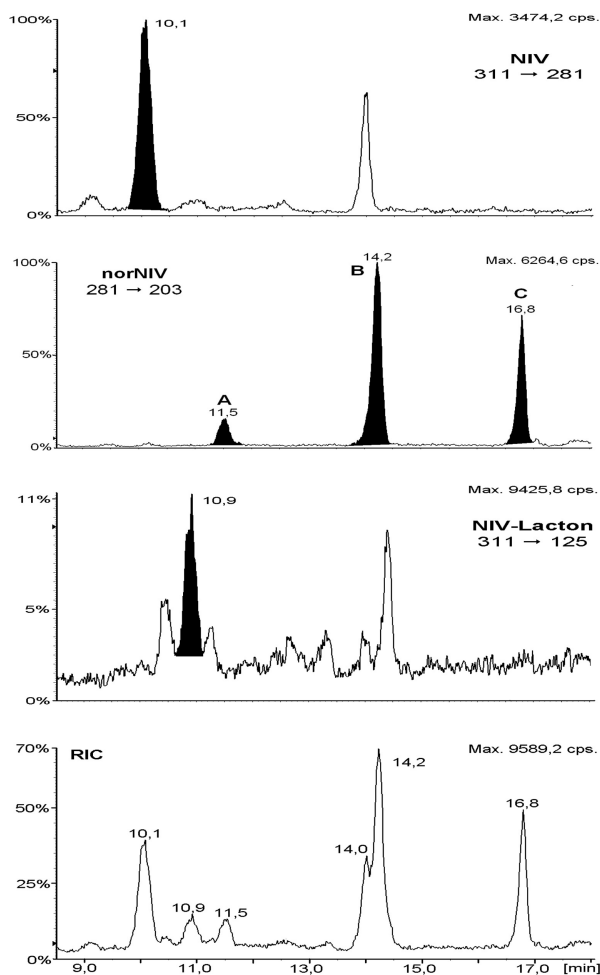 100%
10,1
Max. 3474,2 cps.
NIV
311 → 281
50%
0%
100%
norNIV
281 → 203
B
14,2
Max. 6264,6 cps.
C
16,8
50%
A
11,5
0%
11%
10,9
Max. 9425,8 cps.
NIV-Lacton
311 → 125
5%
0%
70%
RIC
Max. 9589,2 cps.
14,2
50%
16,8
10,1
14,0
25%
10,9
11,5
0%
9,0 11,0 13,0 15,0 17,0 [min]